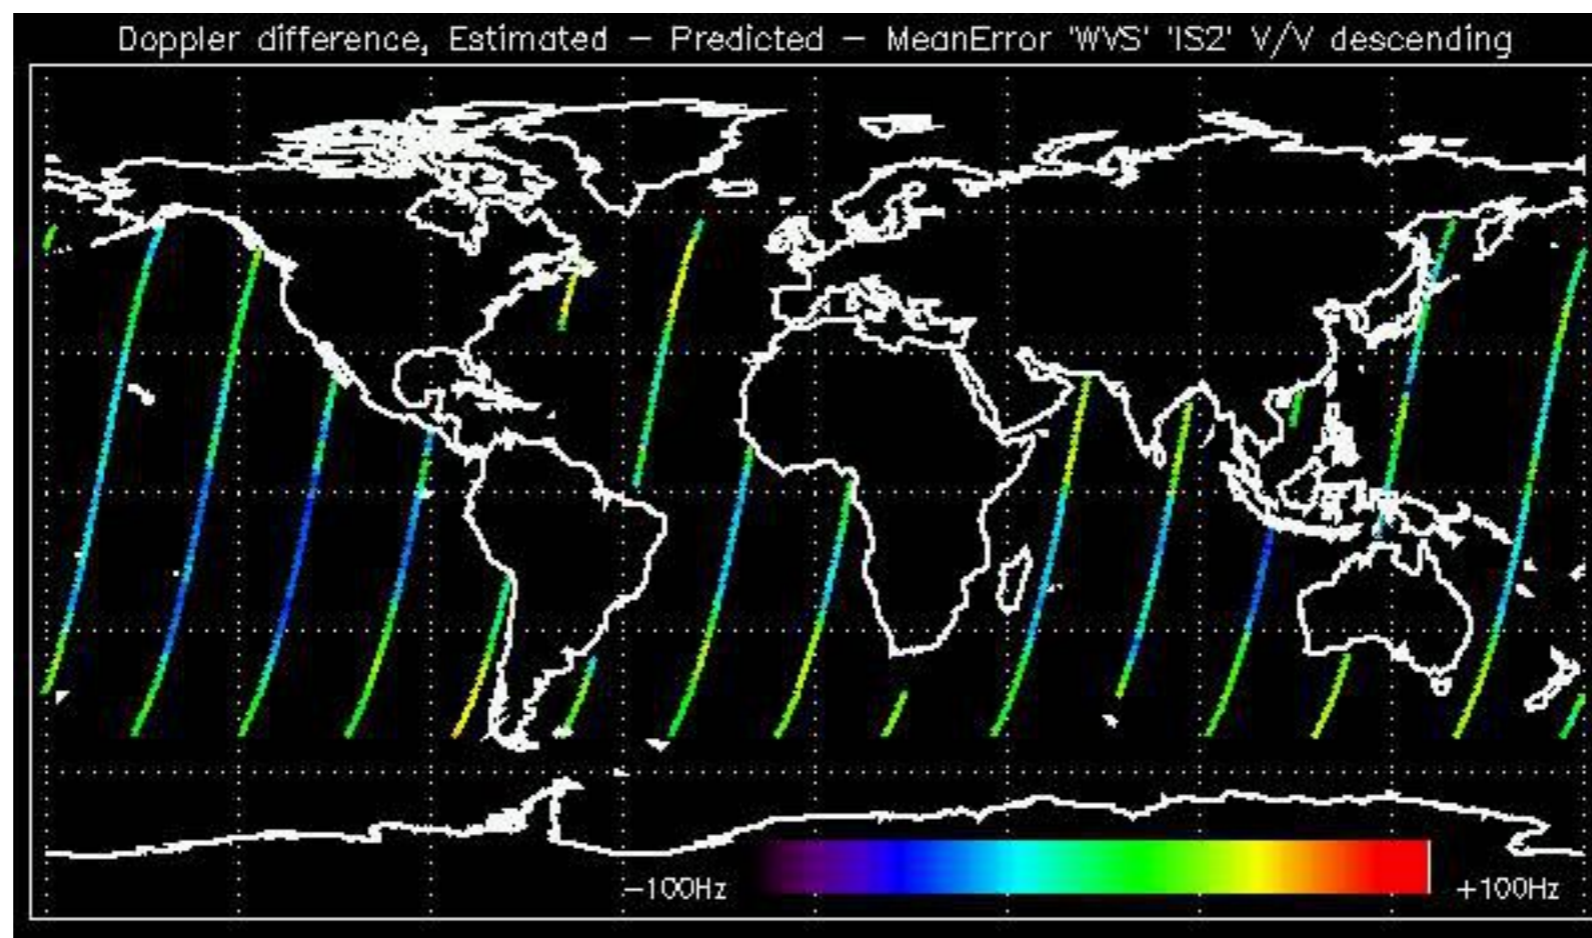 Doppler difference, Estimated − Predicted − MeanError 'WVS' 'IS2' V/V descending
−100Hz
+100Hz